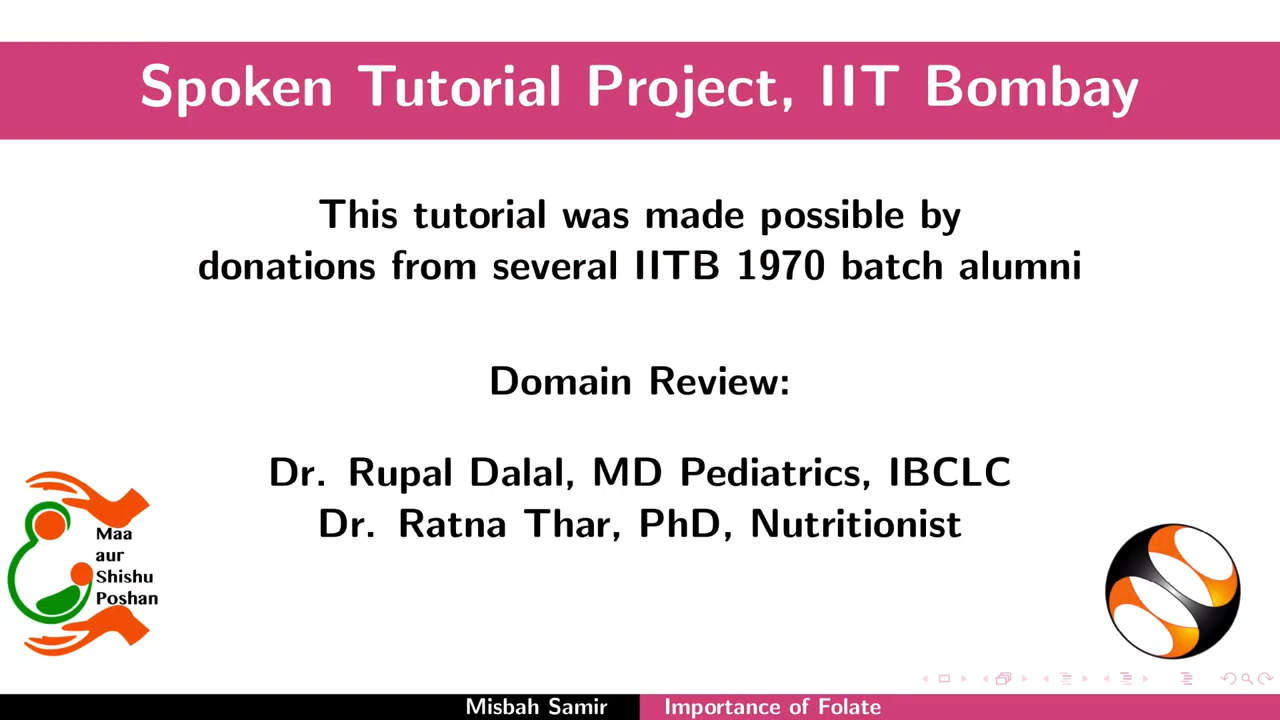 Spoken Tutorial Project, IIT Bombay
This tutorial was made possible by
donations from several IITB 1970 batch alumni
Domain Review:
Dr. Rupal Dalal, MD Pediatrics, IBCLC
Dr. Ratna Thar, PhD, Nutritionist
Maa
aur
Shishu
Poshan
Misbah Samir
Importance of Folate